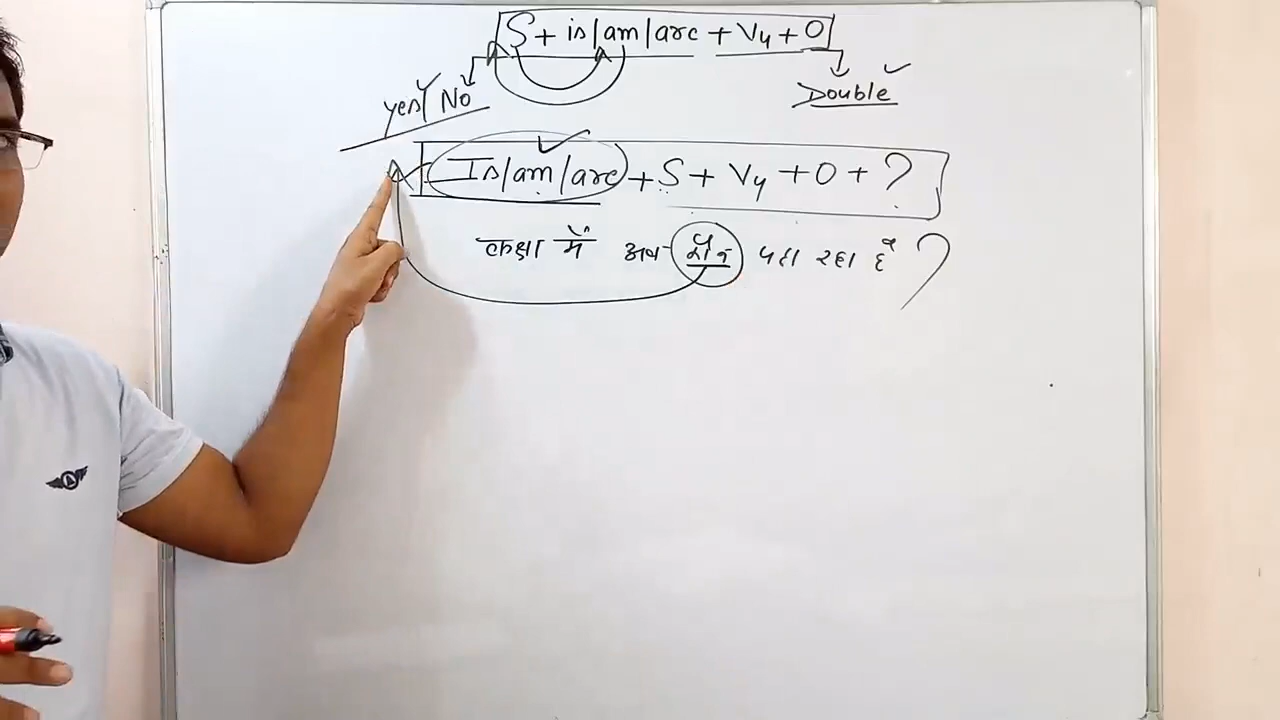 S + is/am/are + V4 + O
Yes/No Double
Is/am/are + S + V4 + O + ?
कक्षा में अब कौन पढा रहा है ?